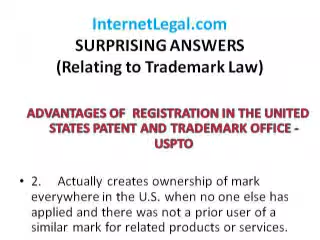 InternetLegal.com
SURPRISING ANSWERS
(Relating to Trademark Law)
ADVANTAGES OF REGISTRATION IN THE UNITED
STATES PATENT AND TRADEMARK OFFICE -
USPTO
• 2. Actually creates ownership of mark
everywhere in the U.S. when no one else has
applied and there was not a prior user of a
similar mark for related products or services.